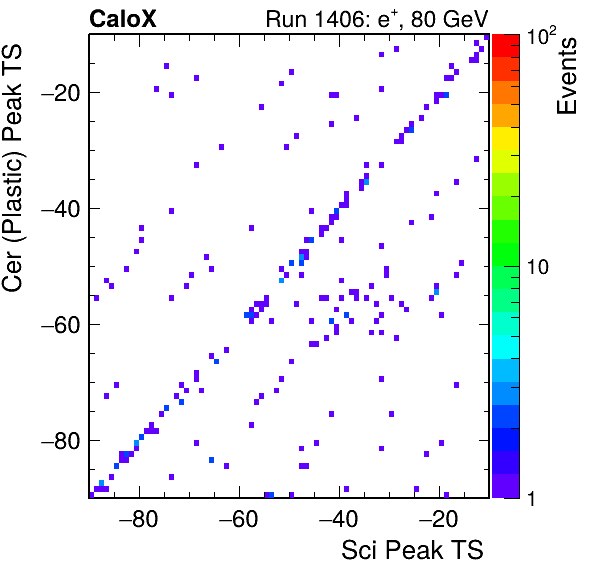 CaloX Run 1406: e⁺, 80 GeV
10²
10
1
Events
Cer (Plastic) Peak TS
−20
−40
−60
−80
−80 −60 −40 −20
Sci Peak TS